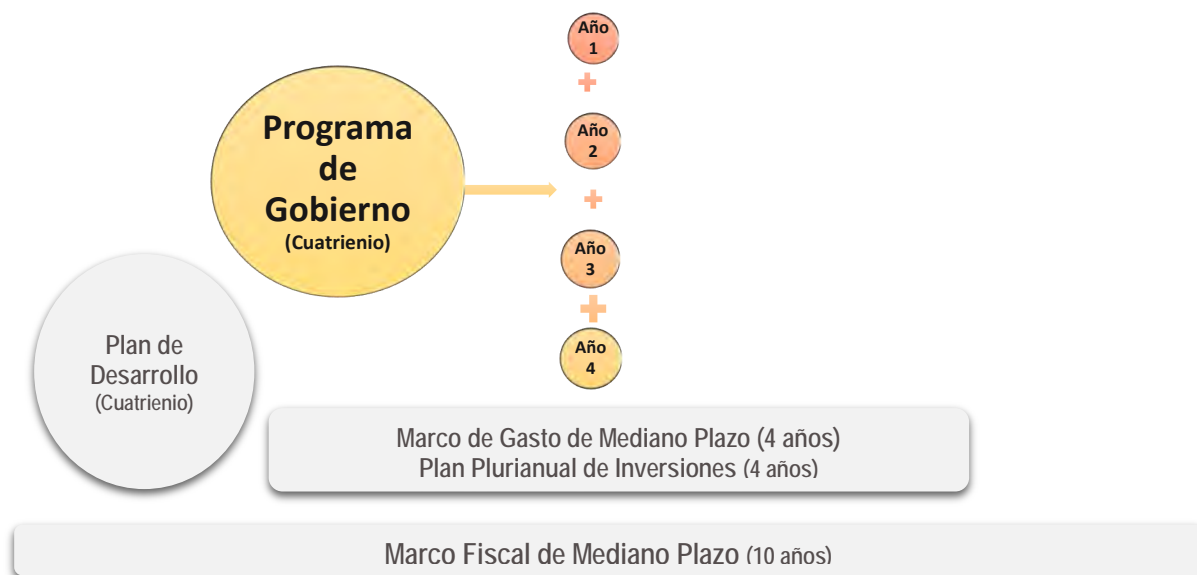 Programa
de
Gobierno
(Cuatrienio)
Año
1
Año
2
Año
3
Año
4
Plan de
Desarrollo
(Cuatrienio)
Marco de Gasto de Mediano Plazo (4 años)
Plan Plurianual de Inversiones (4 años)
Marco Fiscal de Mediano Plazo (10 años)